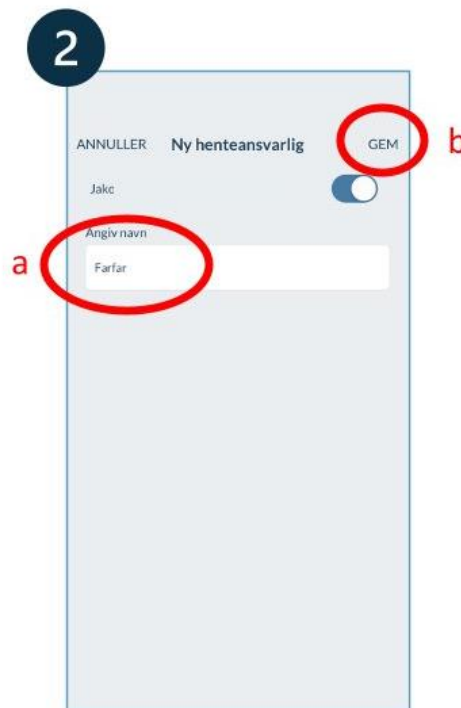 2
ANNULLER Ny henteansvarlig GEM
b
Jakc
Angiv navn
a
Farfar